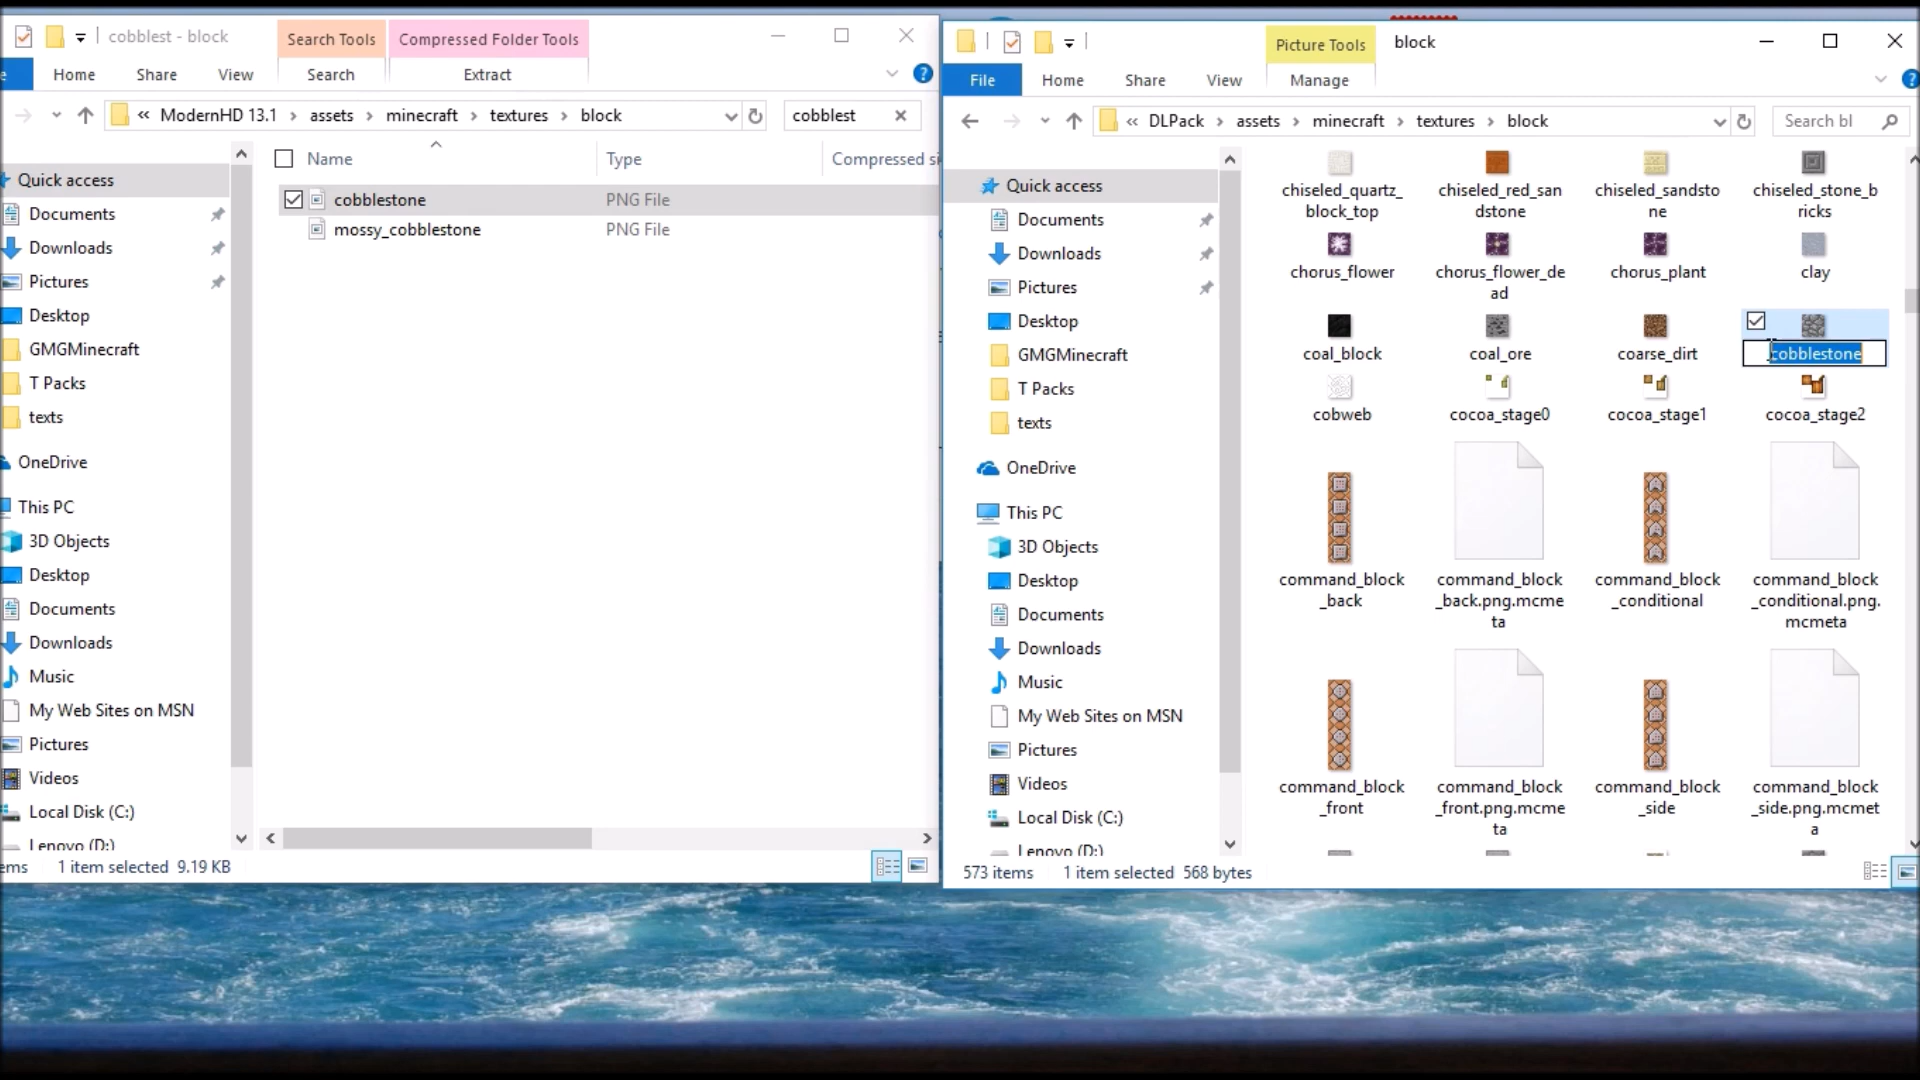 cobblest - block
Search Tools
Compressed Folder Tools
Home
Share
View
Search
Extract
« ModernHD 13.1 › assets › minecraft › textures › block
cobblest
Name
Type
Compressed si
cobblestone PNG File
mossy_cobblestone PNG File
Quick access
Documents
Downloads
Pictures
Desktop
GMGMinecraft
T Packs
texts
OneDrive
This PC
3D Objects
Desktop
Documents
Downloads
Music
My Web Sites on MSN
Pictures
Videos
Local Disk (C:)
Lenovo (D:)
ems 1 item selected 9.19 KB
Picture Tools
block
File
Home
Share
View
Manage
« DLPack › assets › minecraft › textures › block
Search bl
Quick access
Documents
Downloads
Pictures
Desktop
GMGMinecraft
T Packs
texts
OneDrive
This PC
3D Objects
Desktop
Documents
Downloads
Music
My Web Sites on MSN
Pictures
Videos
Local Disk (C:)
Lenovo (D:)
chiseled_quartz_
block_top
chiseled_red_san
dstone
chiseled_sandsto
ne
chiseled_stone_b
ricks
chorus_flower
chorus_flower_de
ad
chorus_plant
clay
coal_block
coal_ore
coarse_dirt
cobblestone
cobweb
cocoa_stage0
cocoa_stage1
cocoa_stage2
command_block
_back
command_block
_back.png.mcme
ta
command_block
_conditional
command_block
_conditional.png.
mcmeta
command_block
_front
command_block
_front.png.mcme
ta
command_block
_side
command_block
_side.png.mcmet
a
573 items 1 item selected 568 bytes